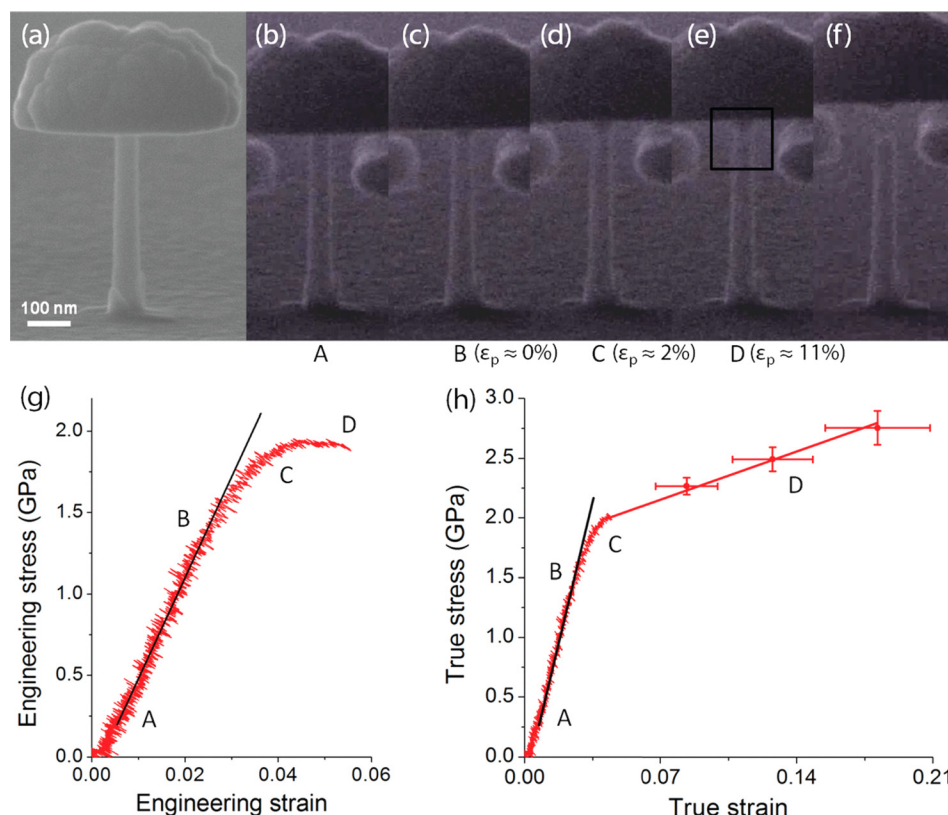 (a)
(b)
(c)
(d)
(e)
(f)
100 nm
A
B (εp ≈ 0%)
C (εp ≈ 2%)
D (εp ≈ 11%)
(g)
Engineering stress (GPa)
2.0
1.5
1.0
0.5
0.0
A
B
C
D
0.00 0.02 0.04 0.06
Engineering strain
(h)
True stress (GPa)
3.0
2.5
2.0
1.5
1.0
0.5
0.0
A
B
C
D
0.00 0.07 0.14 0.21
True strain